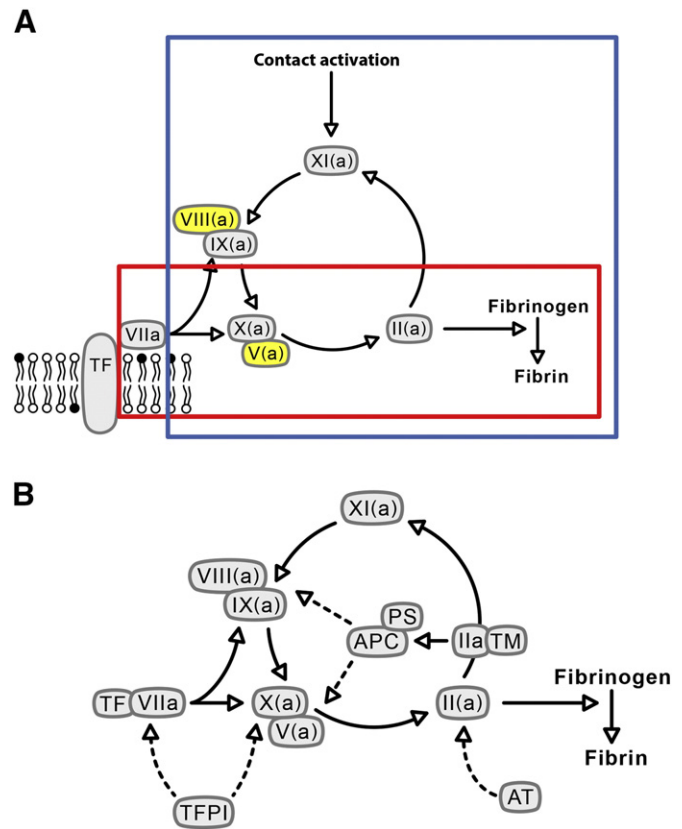 A
Contact activation
XI(a)
VIII(a)
IX(a)
Fibrinogen
VIIa
X(a)
II(a)
TF
V(a)
Fibrin
B
XI(a)
VIII(a)
IX(a)
PS
APC
IIa
TM
Fibrinogen
TF
VIIa
X(a)
II(a)
V(a)
Fibrin
TFPI
AT